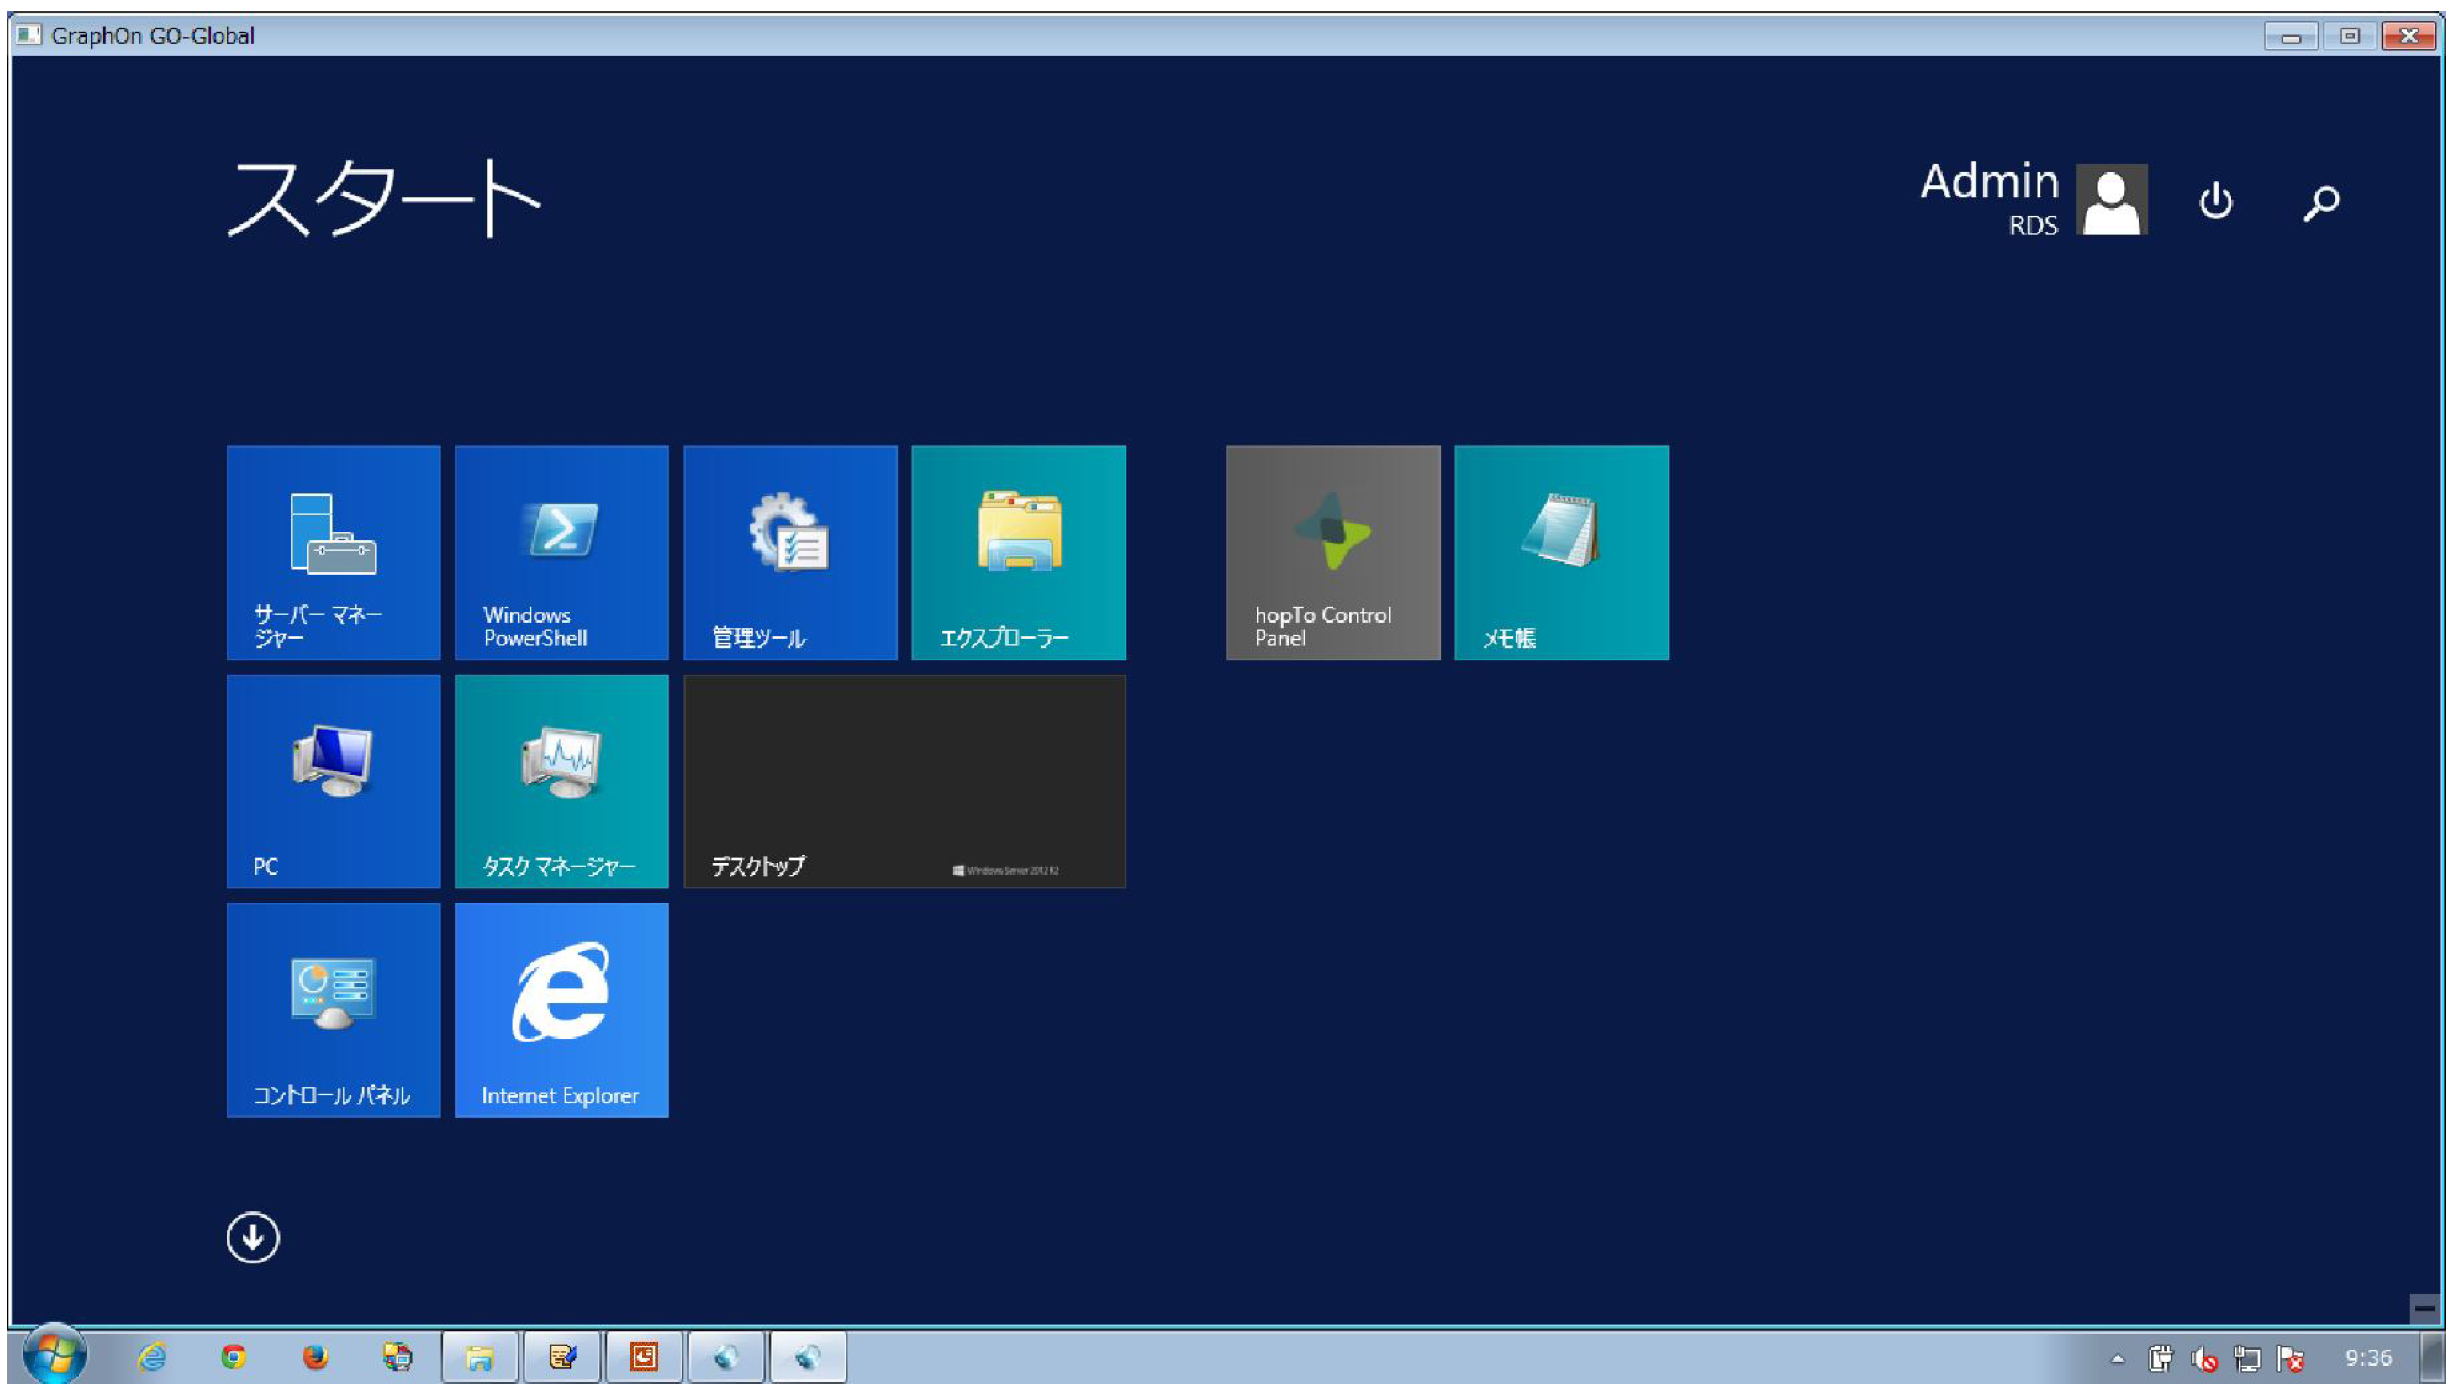 GraphOn GO-Global
スタート
Admin
RDS
サーバー マネー
ジャー
Windows
PowerShell
管理ツール
エクスプローラー
hopTo Control
Panel
メモ帳
PC
タスク マネージャー
デスクトップ
Windows Server 2012 R2
コントロール パネル
Internet Explorer
9:36